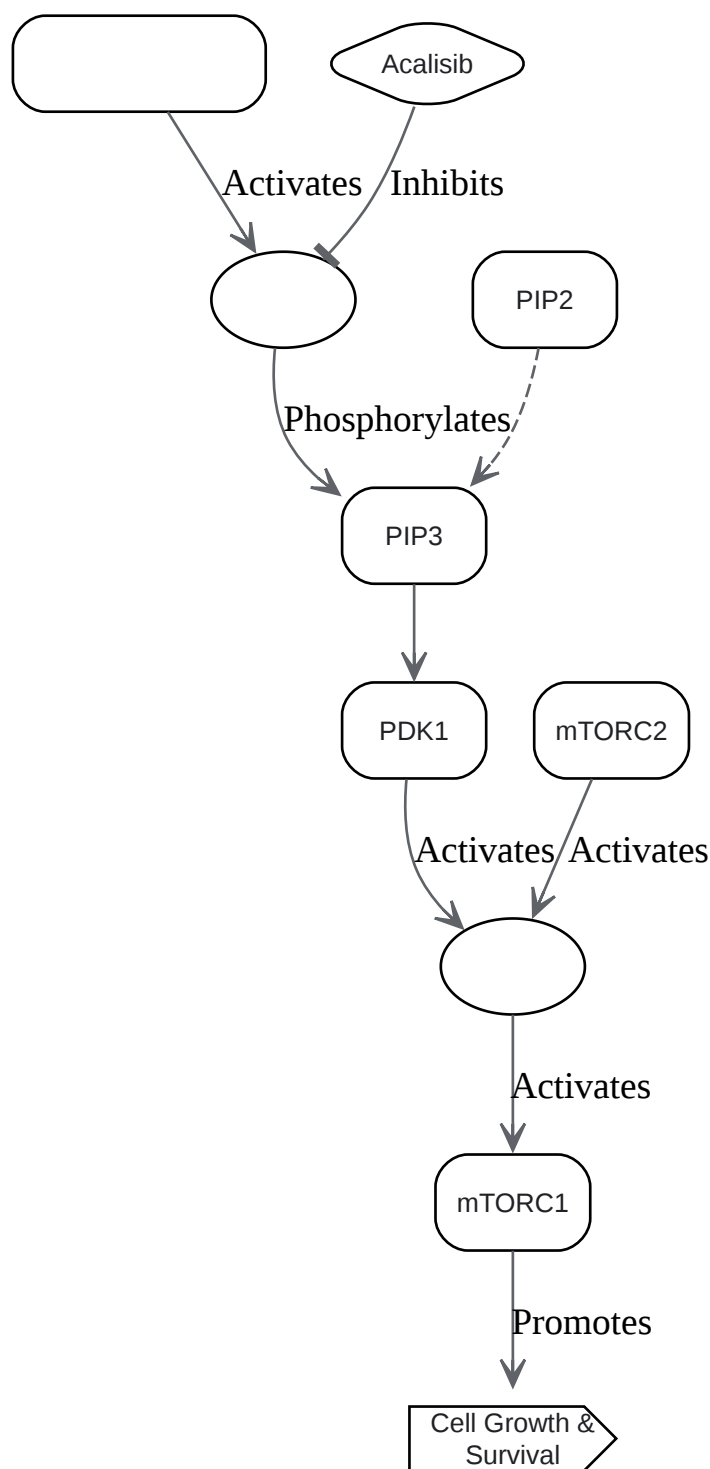 Acalisib
Activates
Inhibits
PIP2
Phosphorylates
PIP3
PDK1
mTORC2
Activates
Activates
Activates
mTORC1
Promotes
Cell Growth &
Survival